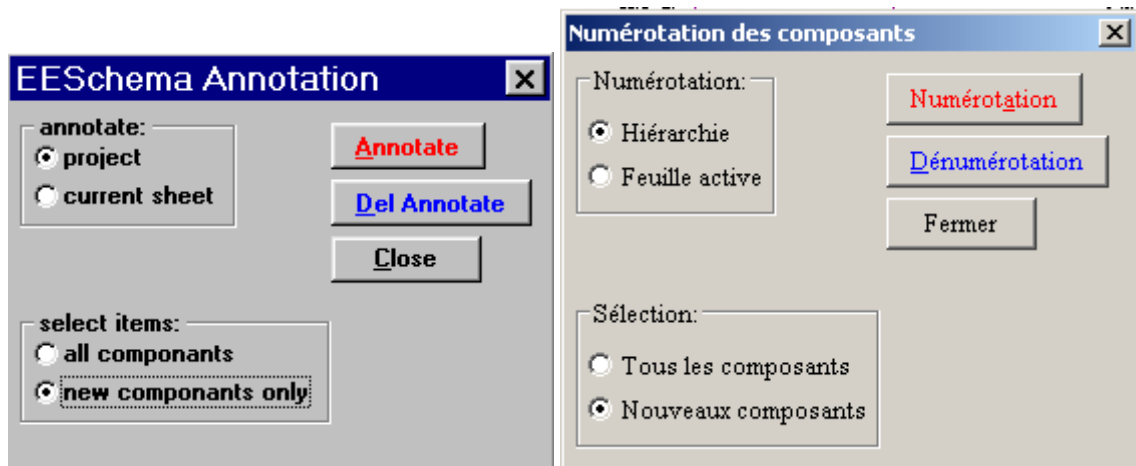 EESchema Annotation
annotate:
project
current sheet
Annotate
Del Annotate
Close
select items:
all componants
new componants only
Numérotation des composants
Numérotation:
Hiérarchie
Feuille active
Numérotation
Dénumérotation
Fermer
Sélection:
Tous les composants
Nouveaux composants